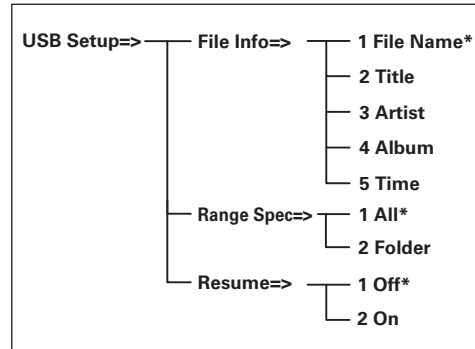 USB Setup=> File Info=> 1 File Name*
2 Title
3 Artist
4 Album
5 Time
Range Spec=> 1 All*
2 Folder
Resume=> 1 Off*
2 On